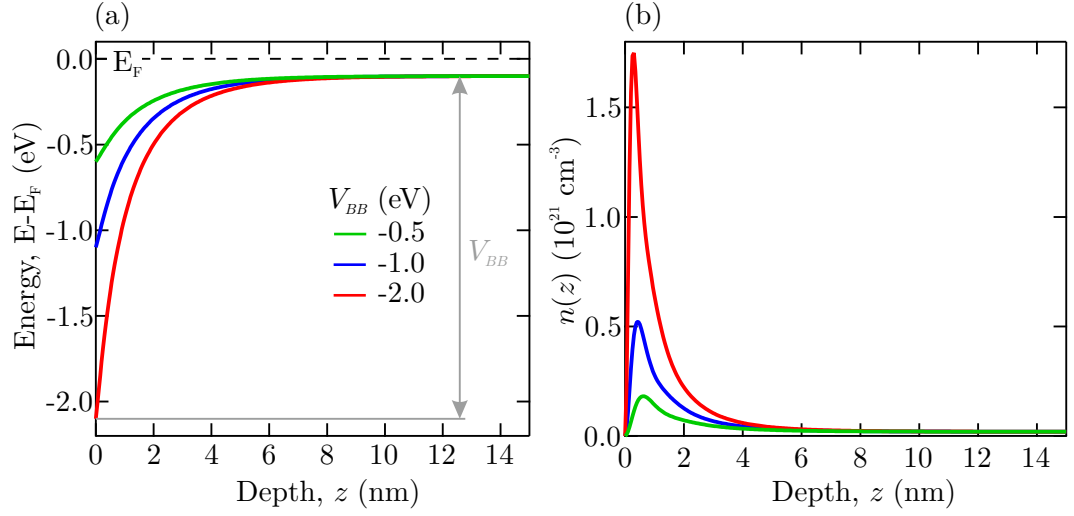 (a)
0.0
-0.5
-1.0
-1.5
-2.0
Energy, E-E_F (eV)
E_F
V_BB (eV)
-0.5
-1.0
-2.0
V_BB
0 2 4 6 8 10 12 14
Depth, z (nm)
(b)
1.5
1.0
0.5
0.0
n(z) (10²¹ cm⁻³)
0 2 4 6 8 10 12 14
Depth, z (nm)